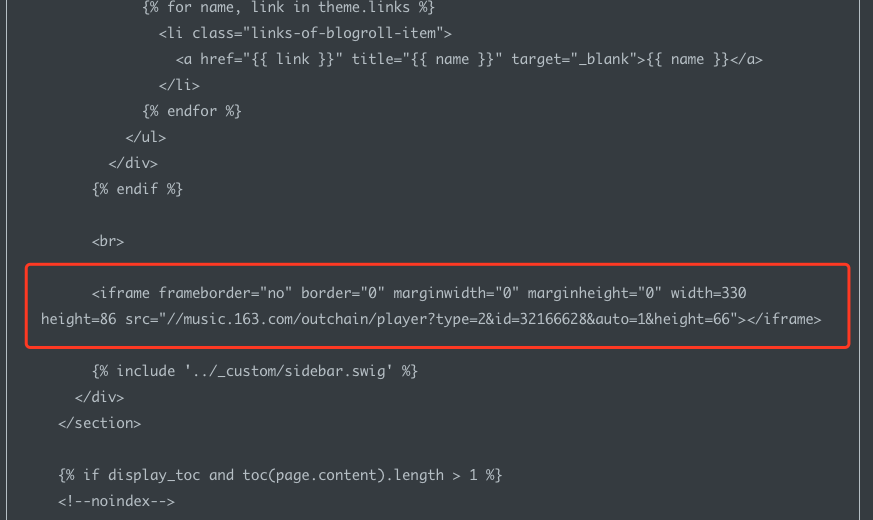 {% for name, link in theme.links %}
<li class="links-of-blogroll-item">
<a href="{{ link }}" title="{{ name }}" target="_blank">{{ name }}</a>
</li>
{% endfor %}
</ul>
</div>
{% endif %}
<br>
<iframe frameborder="no" border="0" marginwidth="0" marginheight="0" width=330
height=86 src="//music.163.com/outchain/player?type=2&id=32166628&auto=1&height=66"></iframe>
{% include '../_custom/sidebar.swig' %}
</div>
</section>
{% if display_toc and toc(page.content).length > 1 %}
<!--noindex-->